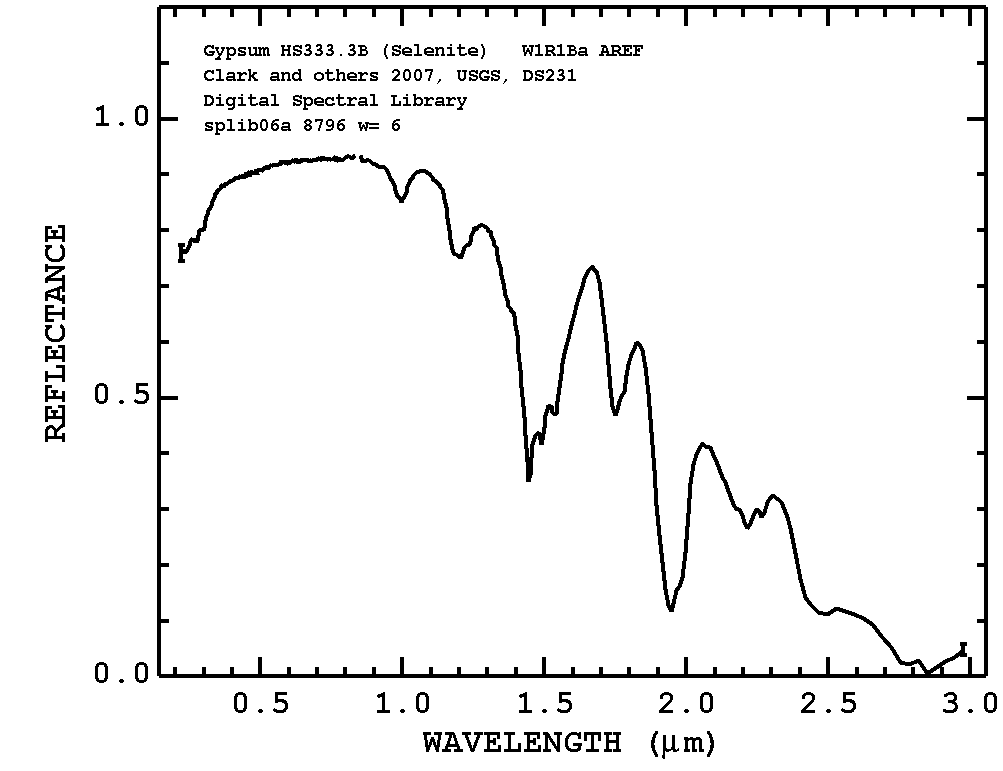 Gypsum HS333.3B (Selenite) W1R1Ba AREF
Clark and others 2007, USGS, DS231
Digital Spectral Library
splib06a 8796 w= 6
1.0
0.5
0.0
REFLECTANCE
0.5 1.0 1.5 2.0 2.5 3.0
WAVELENGTH (μm)